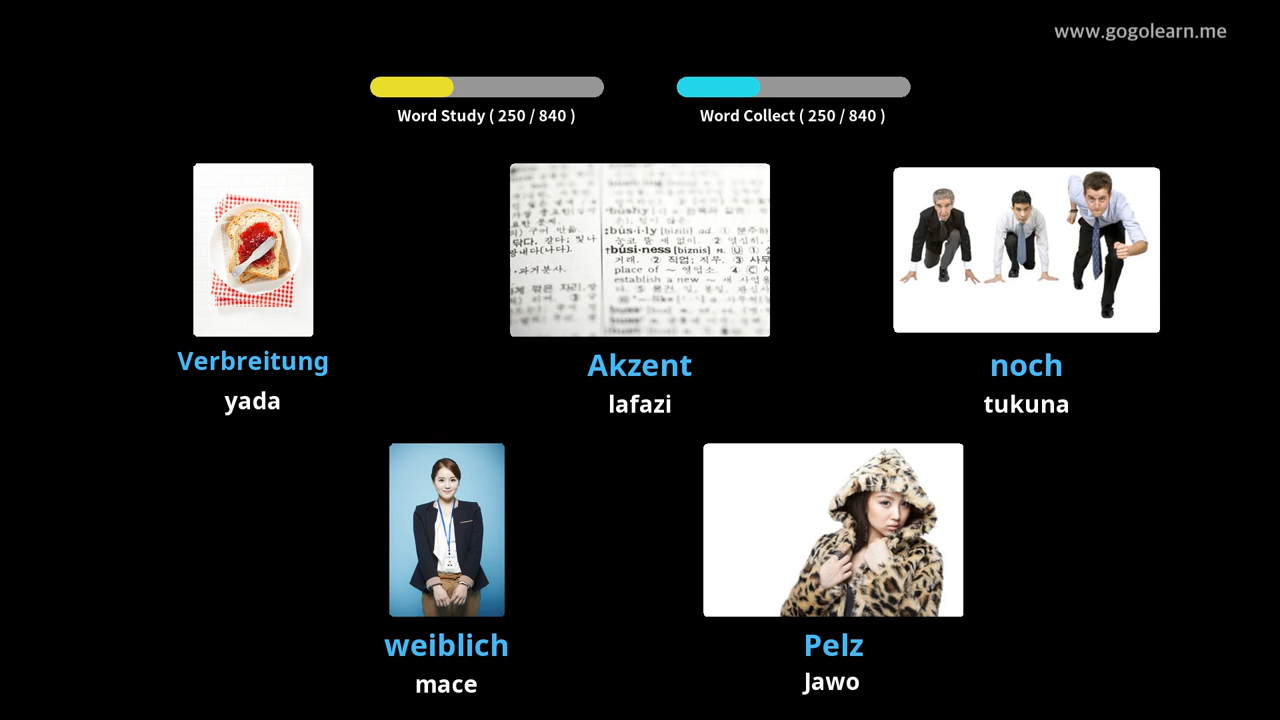 www.gogolearn.me
Word Study ( 250 / 840 )
Word Collect ( 250 / 840 )
Verbreitung
yada
Akzent
lafazi
noch
tukuna
weiblich
mace
Pelz
Jawo